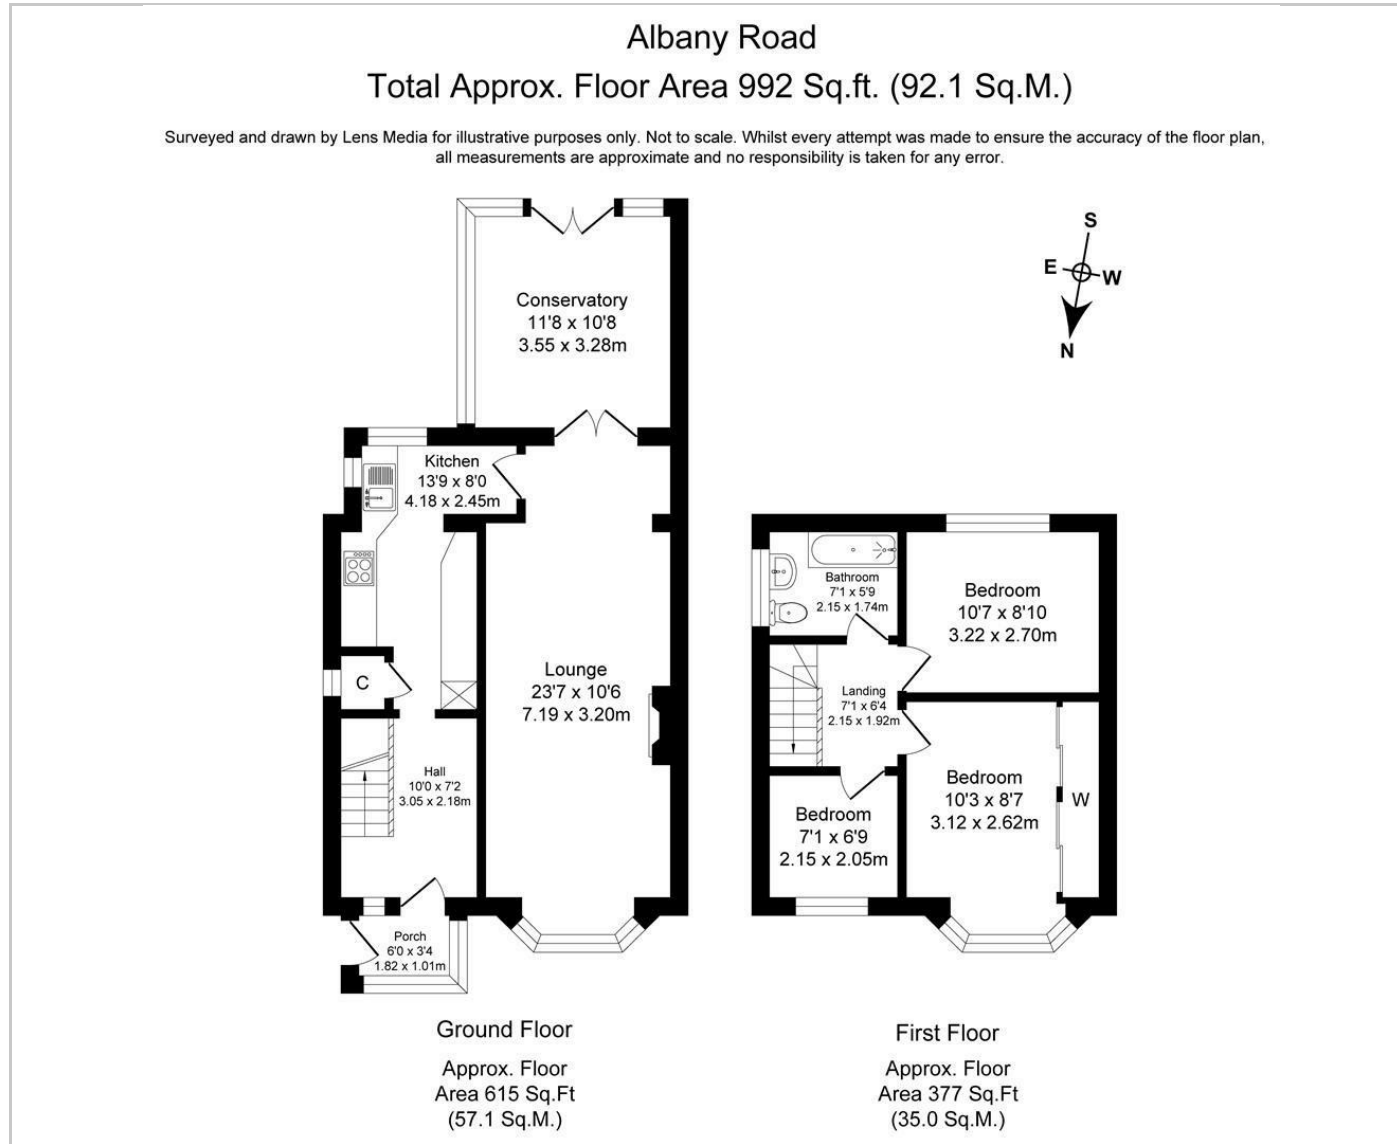 Albany Road
Total Approx. Floor Area 992 Sq.ft. (92.1 Sq.M.)
Surveyed and drawn by Lens Media for illustrative purposes only. Not to scale. Whilst every attempt was made to ensure the accuracy of the floor plan,
all measurements are approximate and no responsibility is taken for any error.
S
E
W
N
Conservatory
11'8 x 10'8
3.55 x 3.28m
Kitchen
13'9 x 8'0
4.18 x 2.45m
C
Lounge
23'7 x 10'6
7.19 x 3.20m
Hall
10'0 x 7'2
3.05 x 2.18m
Porch
6'0 x 3'4
1.82 x 1.01m
Ground Floor
Approx. Floor
Area 615 Sq.Ft
(57.1 Sq.M.)
Bathroom
7'1 x 5'9
2.15 x 1.74m
Bedroom
10'7 x 8'10
3.22 x 2.70m
Landing
7'1 x 6'4
2.15 x 1.92m
Bedroom
10'3 x 8'7
3.12 x 2.62m
W
Bedroom
7'1 x 6'9
2.15 x 2.05m
First Floor
Approx. Floor
Area 377 Sq.Ft
(35.0 Sq.M.)